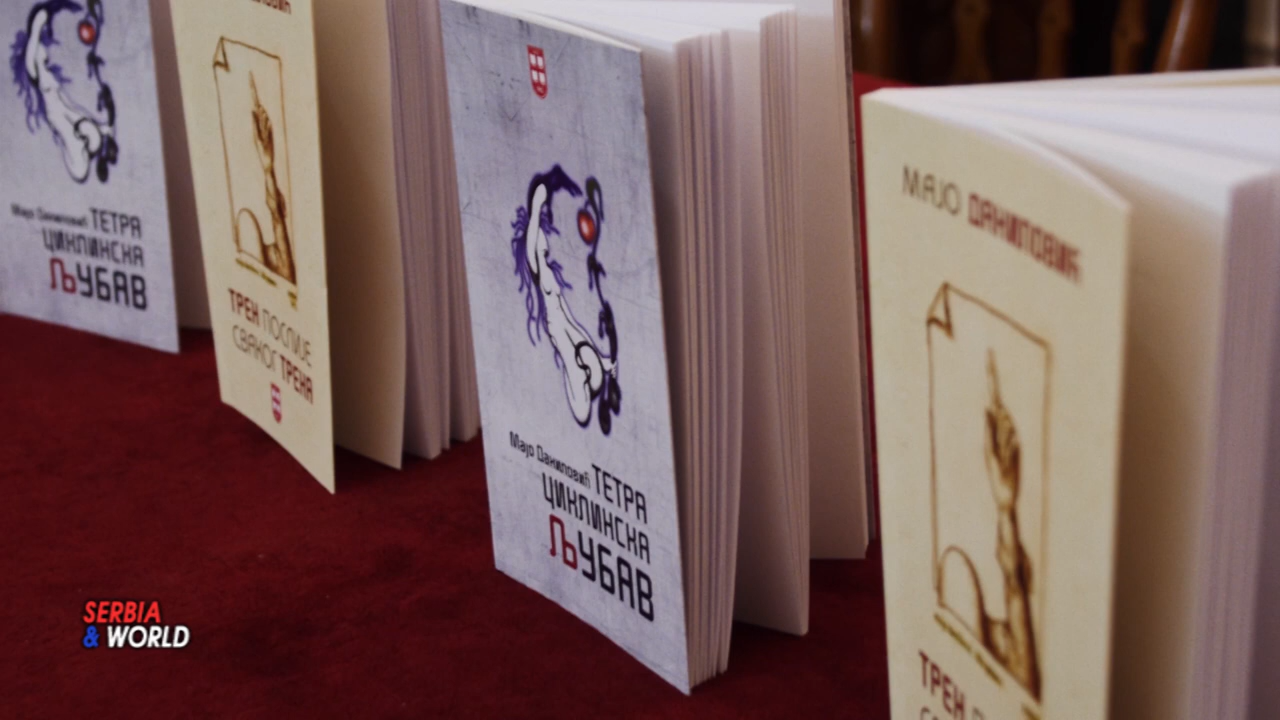 Мајо Даниловић ТЕТРА
ЦИКЛИНСКА
ЉУБАВ
ТРЕН ПОСЛИЈЕ
СВАКОГ ТРЕНА
Мајо Даниловић ТЕТРА
ЦИКЛИНСКА
ЉУБАВ
МАЈО ДАНИЛОВИЋ
ТРЕН
SERBIA
& WORLD